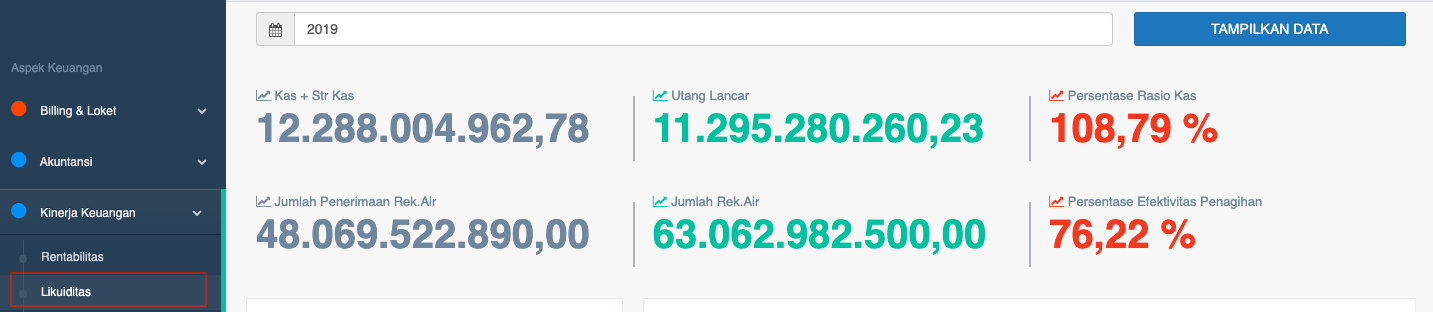 2019
TAMPILKAN DATA
Aspek Keuangan
Billing & Loket
Akuntansi
Kinerja Keuangan
Rentabilitas
Likuiditas
Kas + Str Kas
12.288.004.962,78
Utang Lancar
11.295.280.260,23
Persentase Rasio Kas
108,79 %
Jumlah Penerimaan Rek.Air
48.069.522.890,00
Jumlah Rek.Air
63.062.982.500,00
Persentase Efektivitas Penagihan
76,22 %